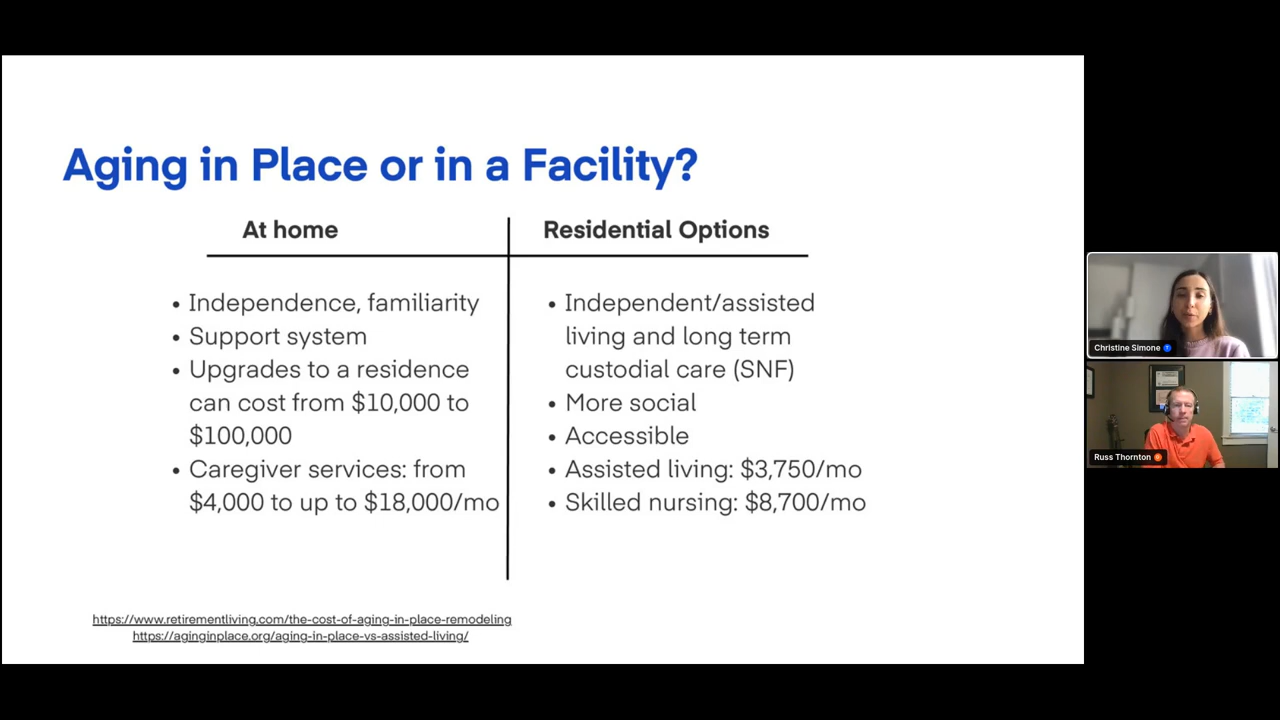 Aging in Place or in a Facility?
At home
• Independence, familiarity
• Support system
• Upgrades to a residence
can cost from $10,000 to
$100,000
• Caregiver services: from
$4,000 to up to $18,000/mo
Residential Options
• Independent/assisted
living and long term
custodial care (SNF)
• More social
• Accessible
• Assisted living: $3,750/mo
• Skilled nursing: $8,700/mo
https://www.retirementliving.com/the-cost-of-aging-in-place-remodeling
https://aginginplace.org/aging-in-place-vs-assisted-living/
Christine Simone
Russ Thornton